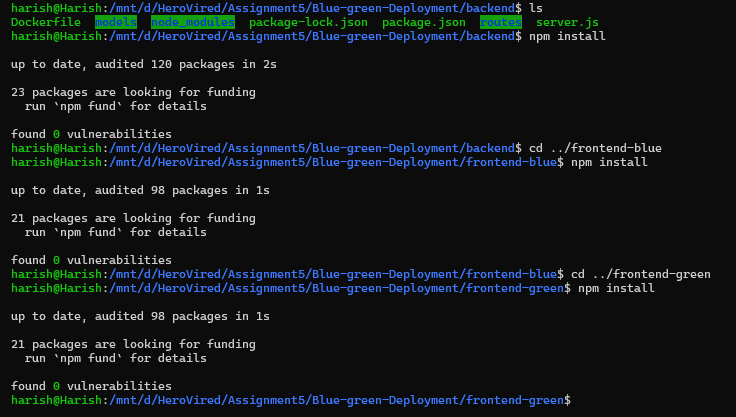 harish@Harish:/mnt/d/HeroVired/Assignment5/Blue-green-Deployment/backend$ ls
Dockerfile  models  node_modules  package-lock.json  package.json  routes  server.js
harish@Harish:/mnt/d/HeroVired/Assignment5/Blue-green-Deployment/backend$ npm install
up to date, audited 120 packages in 2s
23 packages are looking for funding
  run `npm fund` for details
found 0 vulnerabilities
harish@Harish:/mnt/d/HeroVired/Assignment5/Blue-green-Deployment/backend$ cd ../frontend-blue
harish@Harish:/mnt/d/HeroVired/Assignment5/Blue-green-Deployment/frontend-blue$ npm install
up to date, audited 98 packages in 1s
21 packages are looking for funding
  run `npm fund` for details
found 0 vulnerabilities
harish@Harish:/mnt/d/HeroVired/Assignment5/Blue-green-Deployment/frontend-blue$ cd ../frontend-green
harish@Harish:/mnt/d/HeroVired/Assignment5/Blue-green-Deployment/frontend-green$ npm install
up to date, audited 98 packages in 1s
21 packages are looking for funding
  run `npm fund` for details
found 0 vulnerabilities
harish@Harish:/mnt/d/HeroVired/Assignment5/Blue-green-Deployment/frontend-green$